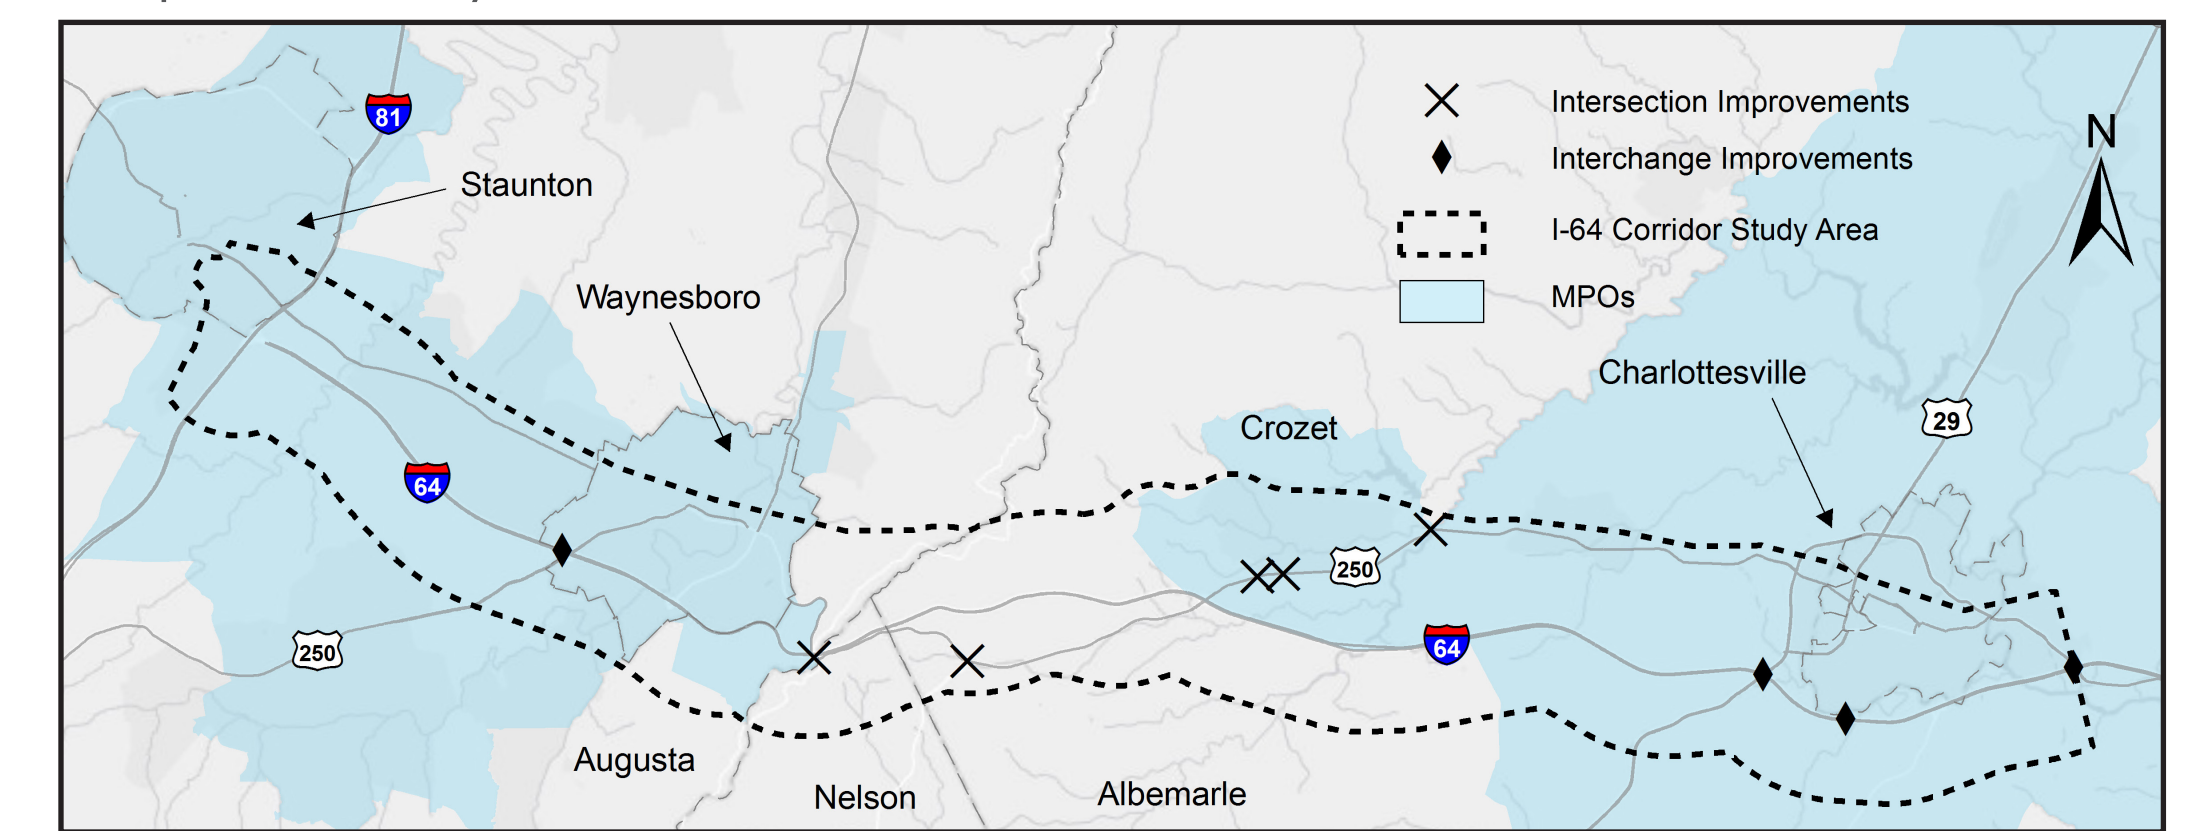 81
Intersection Improvements
Interchange Improvements
N
Staunton
I-64 Corridor Study Area
Waynesboro
MPOs
Charlottesville
29
Crozet
64
250
250
64
Augusta
Nelson
Albemarle